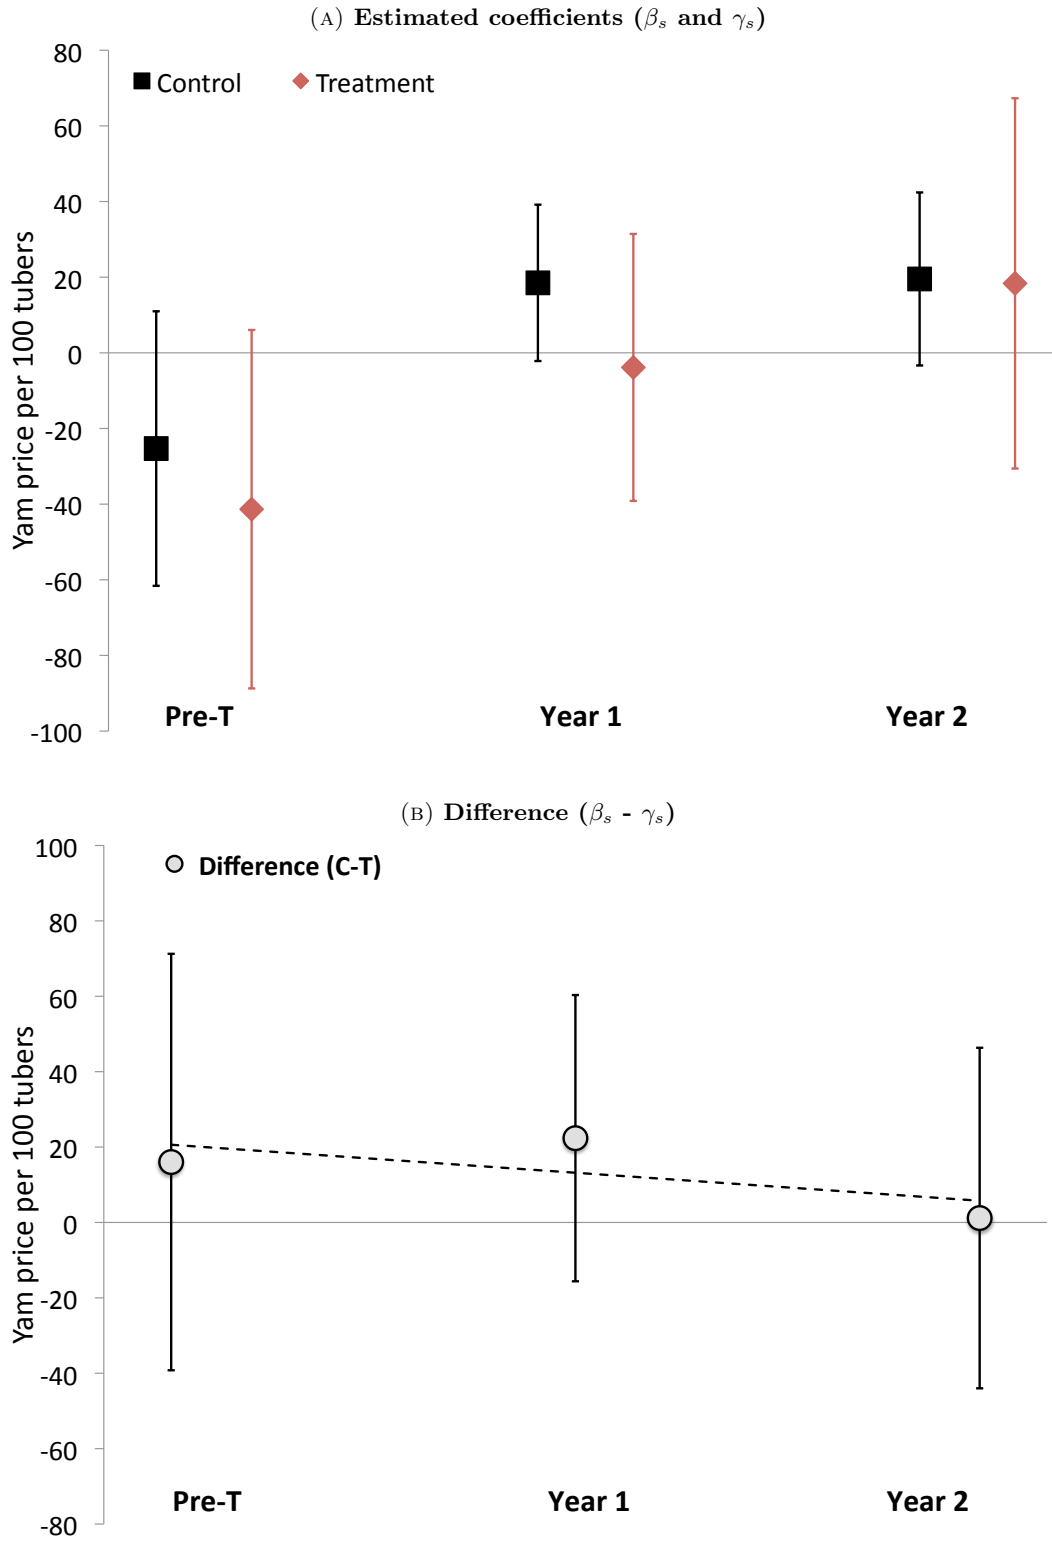 (A) Estimated coefficients (βₛ and γₛ)
80
Control Treatment
60
40
20
0
-20
-40
-60
-80
-100
Yam price per 100 tubers
Pre-T Year 1 Year 2
(B) Difference (βₛ - γₛ)
100
Difference (C-T)
80
60
40
20
0
-20
-40
-60
-80
Yam price per 100 tubers
Pre-T Year 1 Year 2